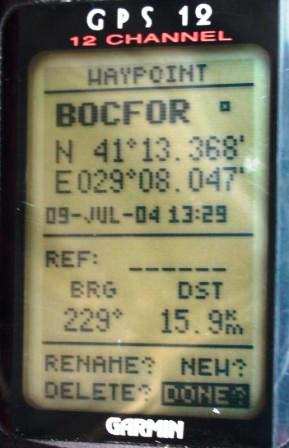 GPS 12
12 CHANNEL
WAYPOINT
BOCFOR
N 41°13.368'
E029°08.047'
09-JUL-04 13:29
REF: ______
BRG DST
229° 15.9km
RENAME? NEW?
DELETE? DONE?
GARMIN